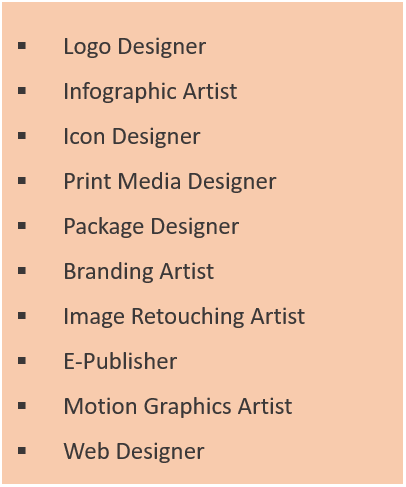 ▪ Logo Designer
▪ Infographic Artist
▪ Icon Designer
▪ Print Media Designer
▪ Package Designer
▪ Branding Artist
▪ Image Retouching Artist
▪ E-Publisher
▪ Motion Graphics Artist
▪ Web Designer